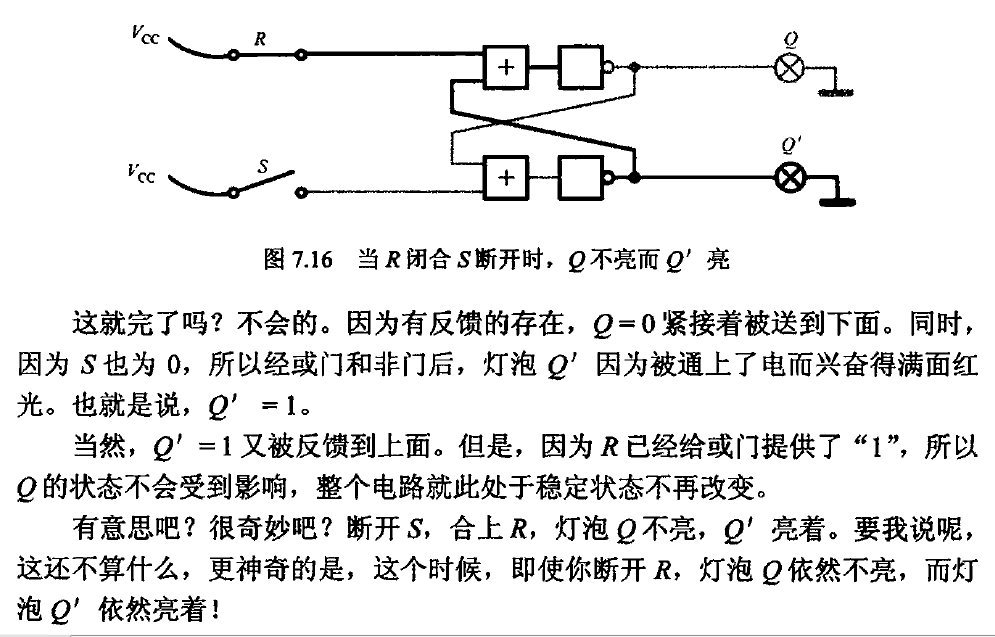 Vcc R Q
Q'
Vcc S
图 7.16 当 R 闭合 S 断开时，Q 不亮而 Q′ 亮
这就完了吗？不会的。因为有反馈的存在，Q = 0 紧接着被送到下面。同时，
因为 S 也为 0，所以经或门和非门后，灯泡 Q′ 因为被通上了电而兴奋得满面红
光。也就是说，Q′ = 1。
当然，Q′ = 1 又被反馈到上面。但是，因为 R 已经给或门提供了“1”，所以
Q 的状态不会受到影响，整个电路就此处于稳定状态不再改变。
有意思吧？很奇妙吧？断开 S，合上 R，灯泡 Q 不亮，Q′ 亮着。要我说呢，
这还不算什么，更神奇的是，这个时候，即使你断开 R，灯泡 Q 依然不亮，而灯
泡 Q′ 依然亮着！